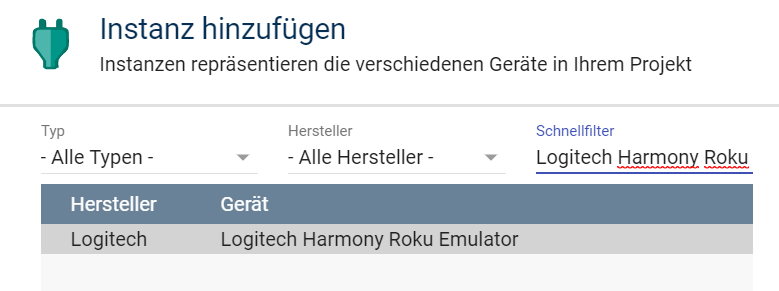 Instanz hinzufügen
Instanzen repräsentieren die verschiedenen Geräte in Ihrem Projekt
Typ Hersteller Schnellfilter
- Alle Typen - - Alle Hersteller - Logitech Harmony Roku
Hersteller Gerät
Logitech Logitech Harmony Roku Emulator